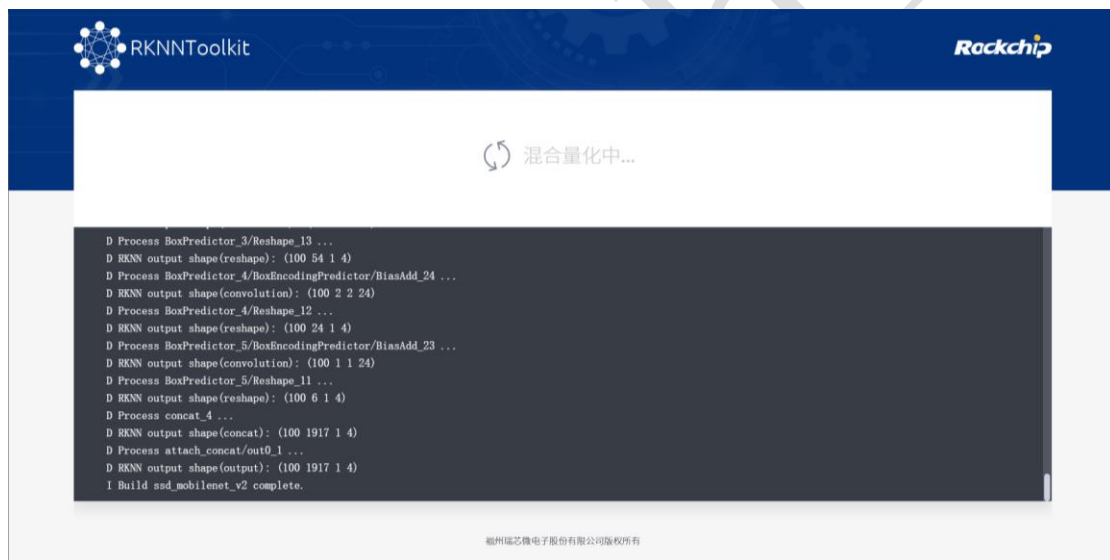 RKNNToolkit
Rockchip
混合量化中...
D Process BoxPredictor_3/Reshape_13 ...
D RKNN output shape(reshape): (100 54 1 4)
D Process BoxPredictor_4/BoxEncodingPredictor/BiasAdd_24 ...
D RKNN output shape(convolution): (100 2 2 24)
D Process BoxPredictor_4/Reshape_12 ...
D RKNN output shape(reshape): (100 24 1 4)
D Process BoxPredictor_5/BoxEncodingPredictor/BiasAdd_23 ...
D RKNN output shape(convolution): (100 1 1 24)
D Process BoxPredictor_5/Reshape_11 ...
D RKNN output shape(reshape): (100 6 1 4)
D Process concat_4 ...
D RKNN output shape(concat): (100 1917 1 4)
D Process attach_concat/out0_1 ...
D RKNN output shape(output): (100 1917 1 4)
I Build ssd_mobilenet_v2 complete.
福州瑞芯微电子股份有限公司版权所有